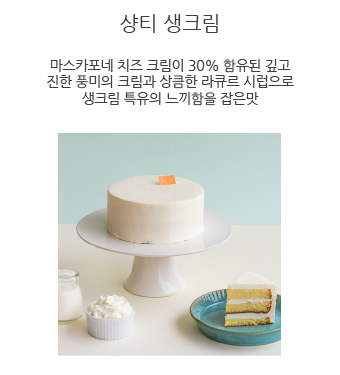 샹티 생크림
마스카포네 치즈 크림이 30% 함유된 깊고
진한 풍미의 크림과 상큼한 라큐르 시럽으로
생크림 특유의 느끼함을 잡은맛